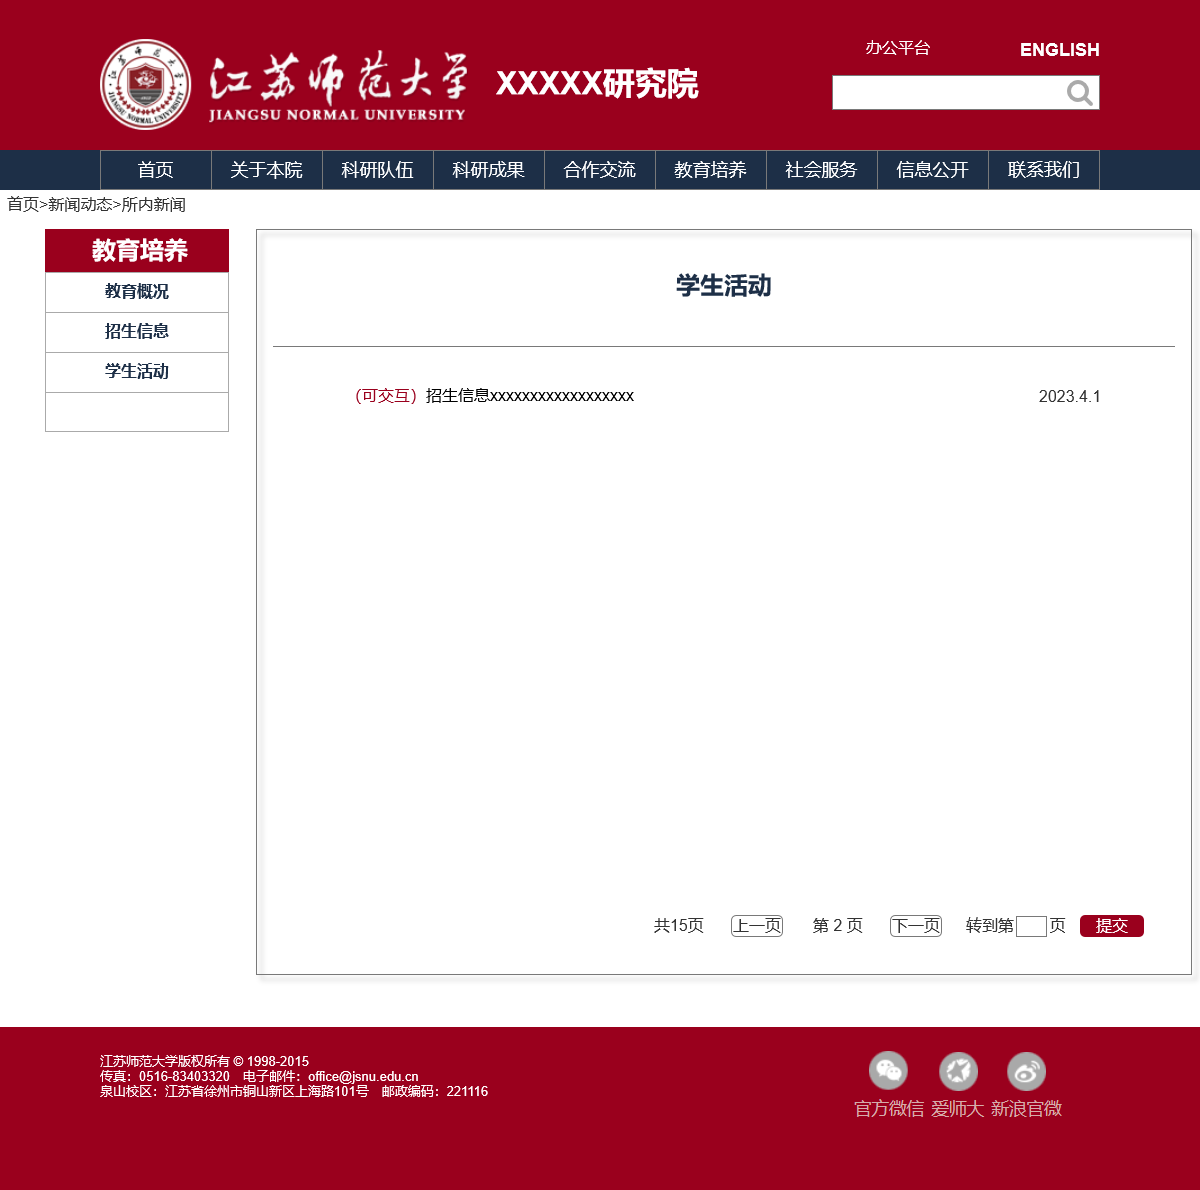 办公平台
ENGLISH
江苏师范大学
JIANGSU NORMAL UNIVERSITY
XXXXX研究院
首页
关于本院
科研队伍
科研成果
合作交流
教育培养
社会服务
信息公开
联系我们
首页>新闻动态>所内新闻
教育培养
教育概况
招生信息
学生活动
学生活动
（可交互）招生信息xxxxxxxxxxxxxxxxxx
2023.4.1
共15页 上一页 第 2 页 下一页 转到第 页 提交
江苏师范大学版权所有 © 1998-2015
传真：0516-83403320 电子邮件：office@jsnu.edu.cn
泉山校区：江苏省徐州市铜山新区上海路101号 邮政编码：221116
官方微信 爱师大 新浪官微